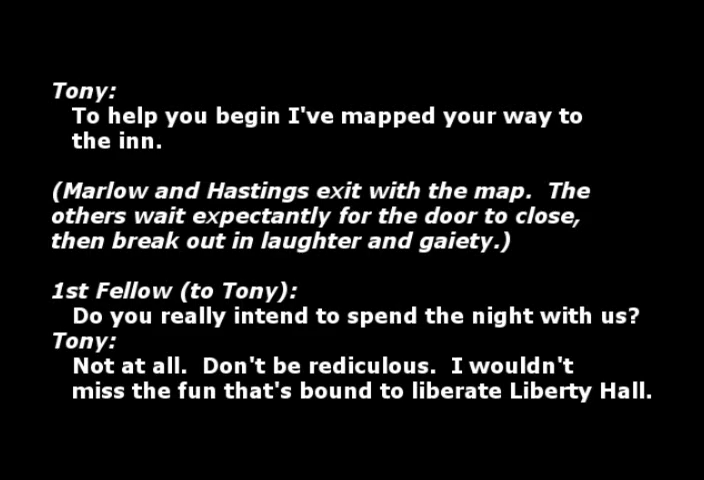 Tony:
To help you begin I've mapped your way to
the inn.
(Marlow and Hastings exit with the map.  The
others wait expectantly for the door to close,
then break out in laughter and gaiety.)
1st Fellow (to Tony):
Do you really intend to spend the night with us?
Tony:
Not at all.  Don't be rediculous.  I wouldn't
miss the fun that's bound to liberate Liberty Hall.